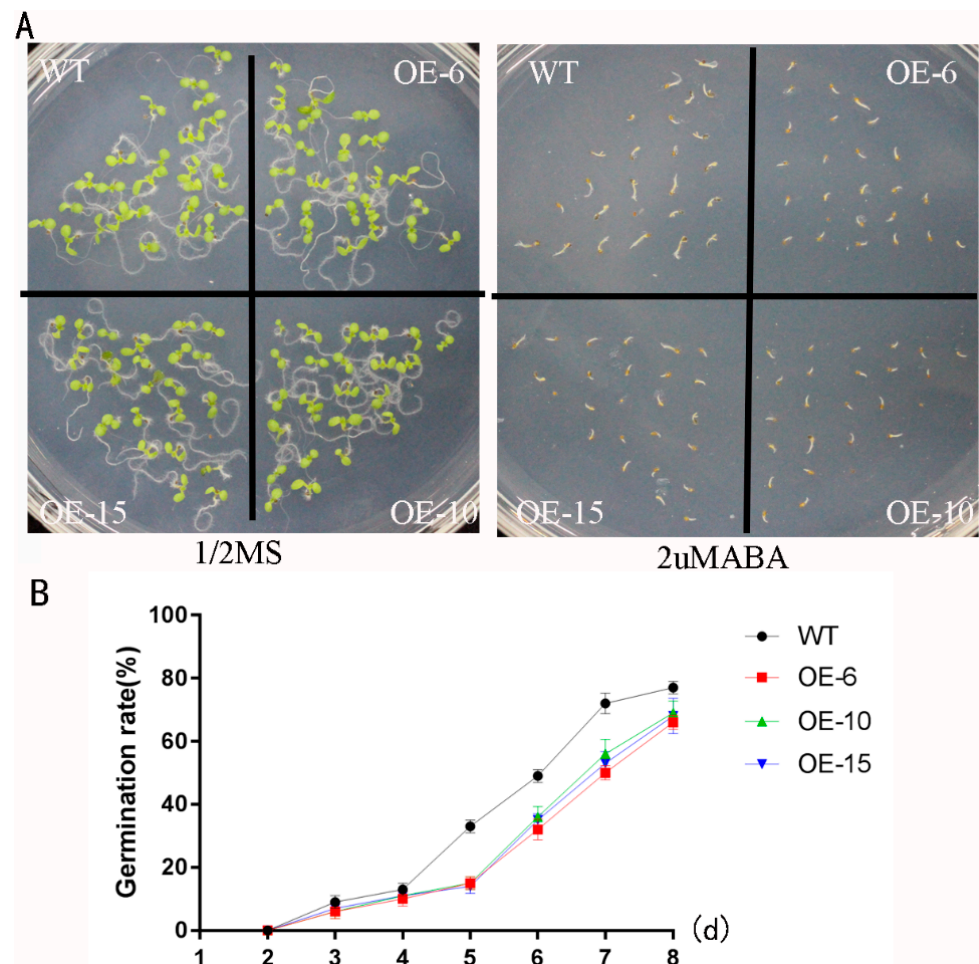 A
WT OE-6 WT OE-6
OE-15 OE-10 OE-15 OE-10
1/2MS 2uMABA
B
Germination rate(%)
100
80
60
40
20
0
1 2 3 4 5 6 7 8
(d)
WT
OE-6
OE-10
OE-15